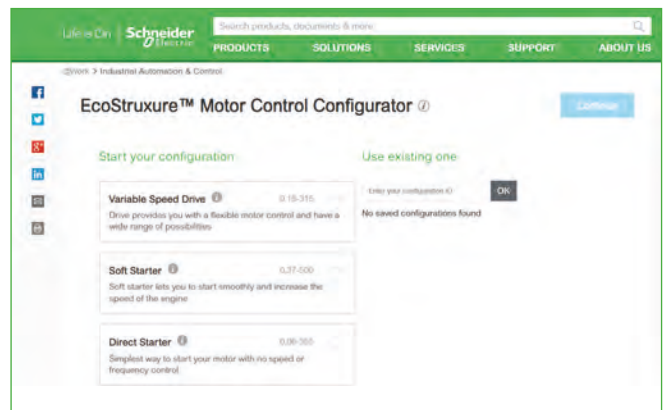 Life Is On | Schneider Electric
Search products, documents & more
PRODUCTS SOLUTIONS SERVICES SUPPORT ABOUT US
> Industrial Automation & Control
EcoStruxure™ Motor Control Configurator
Continue
Start your configuration
Variable Speed Drive 0.18-315
Drive provides you with a flexible motor control and have a
wide range of possibilities
Soft Starter 0.37-500
Soft starter lets you to start smoothly and increase the
speed of the engine
Direct Starter
Simplest way to start your motor with no speed or
frequency control
Use existing one
Enter your configuration ID OK
No saved configurations found